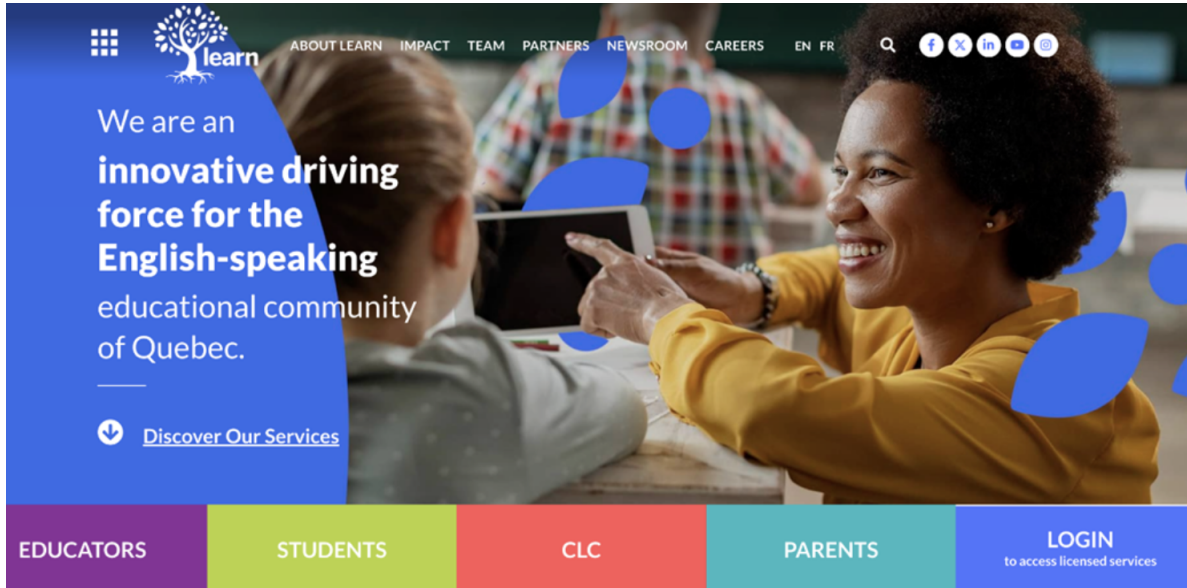 learn
ABOUT LEARN IMPACT TEAM PARTNERS NEWSROOM CAREERS EN FR
We are an
innovative driving
force for the
English-speaking
educational community
of Quebec.
Discover Our Services
EDUCATORS STUDENTS CLC PARENTS LOGIN
to access licensed services